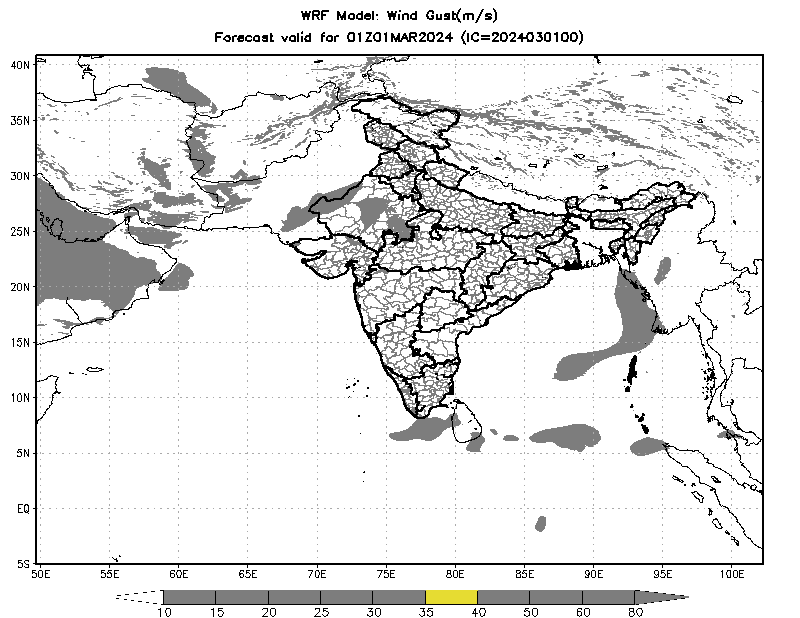 WRF Model: Wind Gust(m/s)
Forecast valid for 01Z01MAR2024 (IC=2024030100)
40N
35N
30N
25N
20N
15N
10N
5N
EQ
5S
50E 55E 60E 65E 70E 75E 80E 85E 90E 95E 100E
10 15 20 25 30 35 40 50 60 80